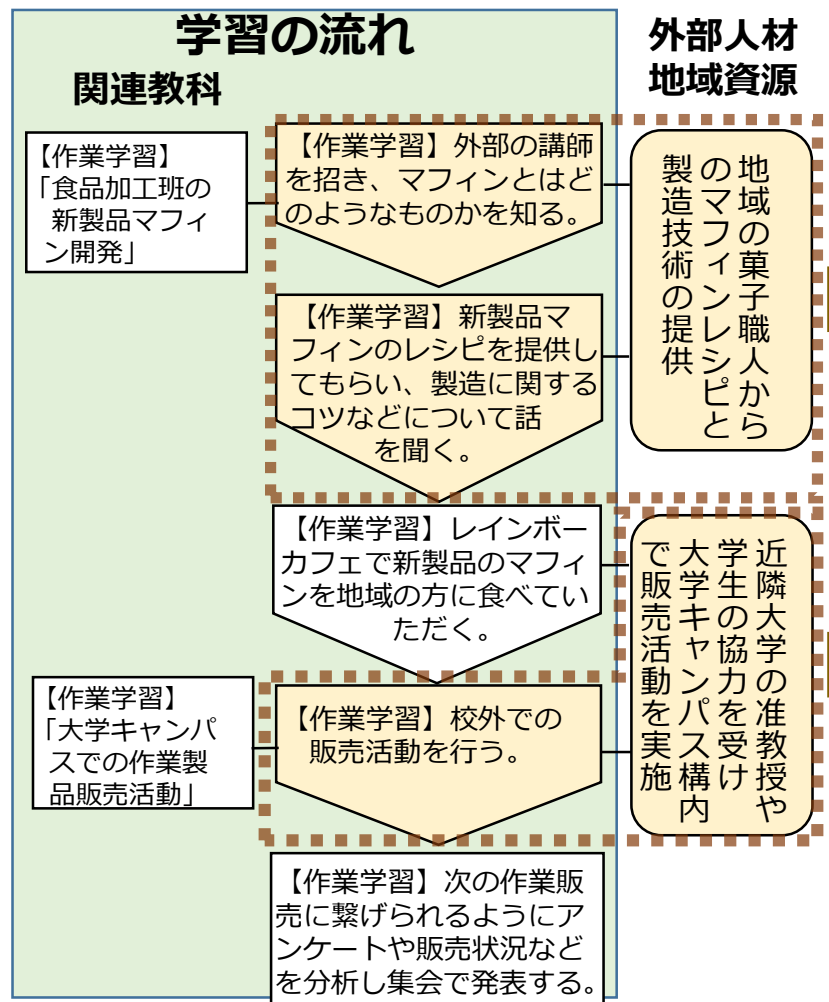 学習の流れ
関連教科
外部人材
地域資源
【作業学習】
「食品加工班の
新製品マフィ
ン開発」
【作業学習】外部の講師
を招き、マフィンとはど
のようなものかを知る。
地域の菓子職人から
のマフィンレシピと
製造技術の提供
【作業学習】新製品マ
フィンのレシピを提供し
てもらい、製造に関する
コツなどについて話
を聞く。
【作業学習】レインボー
カフェで新製品のマフィ
ンを地域の方に食べてい
ただく。
近隣大学の准教授や
学生の協力を受け
大学キャンパス構内
で販売活動を実施
【作業学習】
「大学キャンパ
スでの作業製
品販売活動」
【作業学習】校外での
販売活動を行う。
【作業学習】次の作業販
売に繋げられるようにア
ンケートや販売状況など
を分析し集会で発表する。